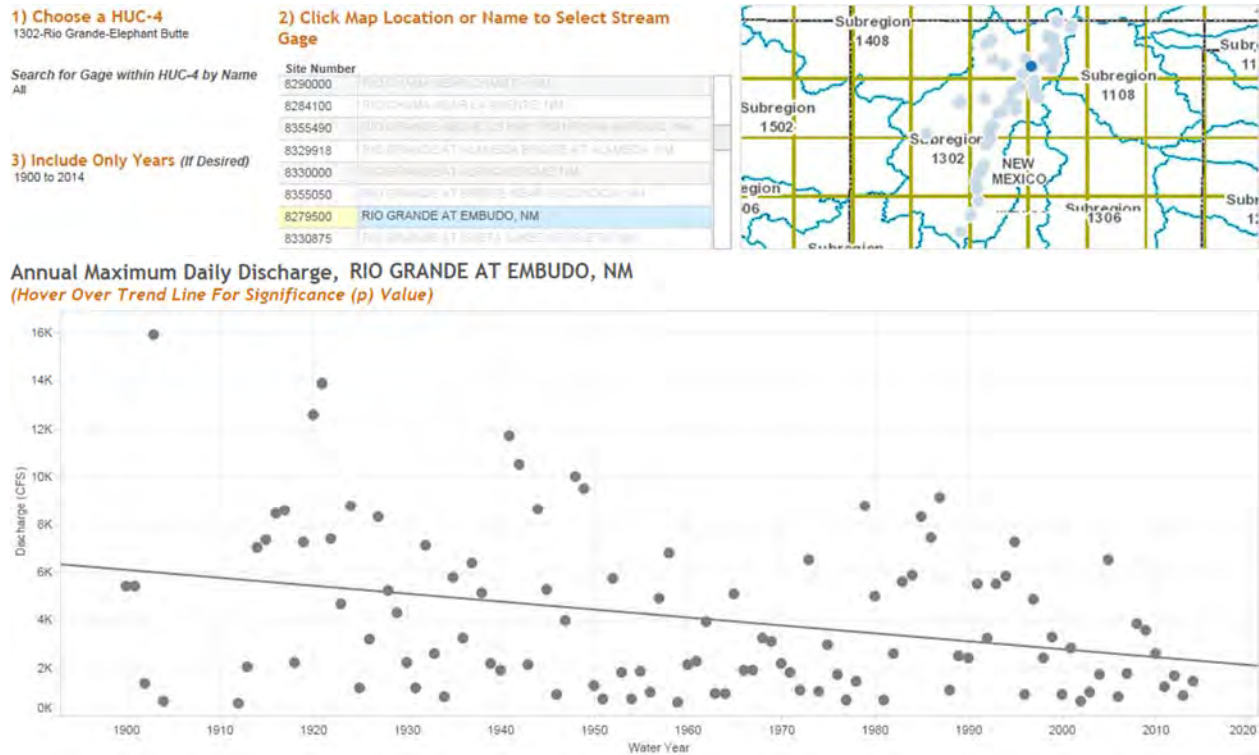 1) Choose a HUC-4
1302-Rio Grande-Elephant Butte
Search for Gage within HUC-4 by Name
All
3) Include Only Years (If Desired)
1900 to 2014
2) Click Map Location or Name to Select Stream
Gage
Site Number
8290000
8284100
8355490
8329918
8330000
8355050
8279500 RIO GRANDE AT EMBUDO, NM
8330875
Subregion
1408
Subregion
1108
Subregion
1502
Subregion
1302
NEW
MEXICO
Subregion
1306
Annual Maximum Daily Discharge, RIO GRANDE AT EMBUDO, NM
(Hover Over Trend Line For Significance (p) Value)
16K
14K
12K
10K
8K
6K
4K
2K
0K
Discharge (CFS)
1900 1910 1920 1930 1940 1950 1960 1970 1980 1990 2000 2010 2020
Water Year